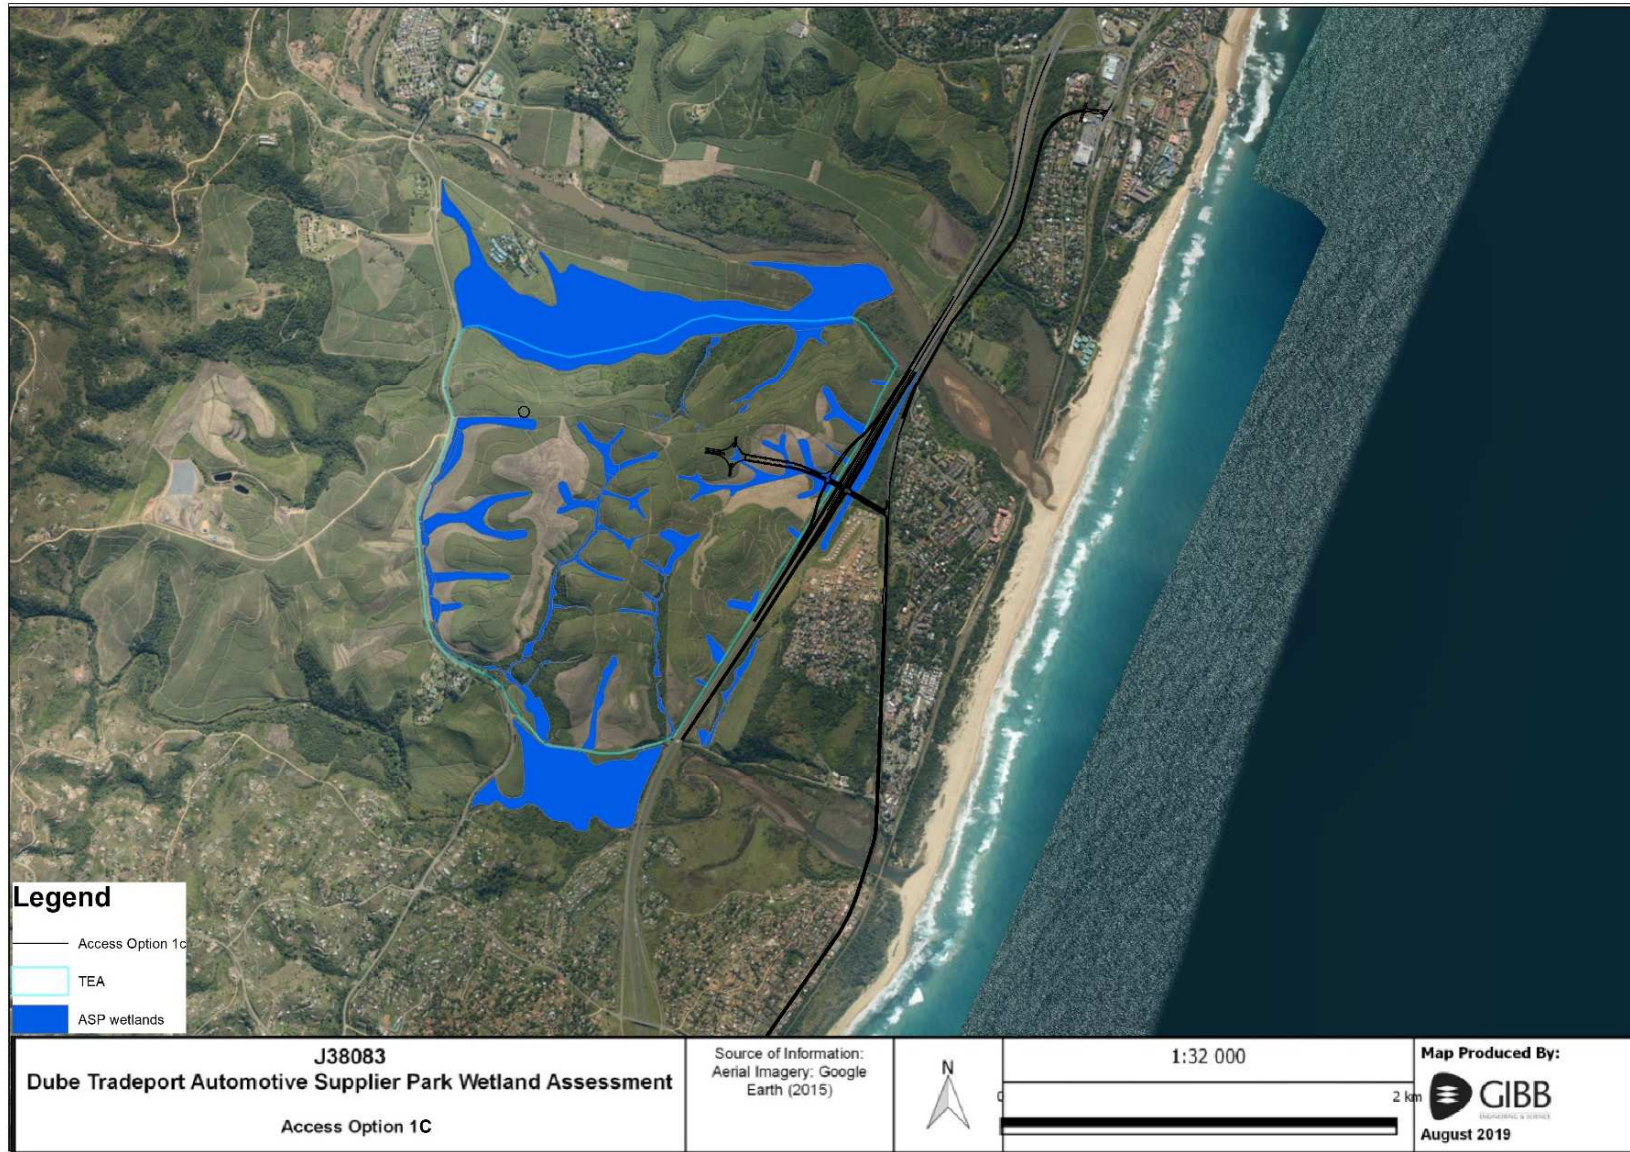 Legend
Access Option 1c
TEA
ASP wetlands
J38083
Dube Tradeport Automotive Supplier Park Wetland Assessment
Access Option 1C
Source of Information:
Aerial Imagery: Google
Earth (2015)
N
1:32 000
0 2 km
Map Produced By:
GIBB
ENGINEERING & SCIENCE
August 2019